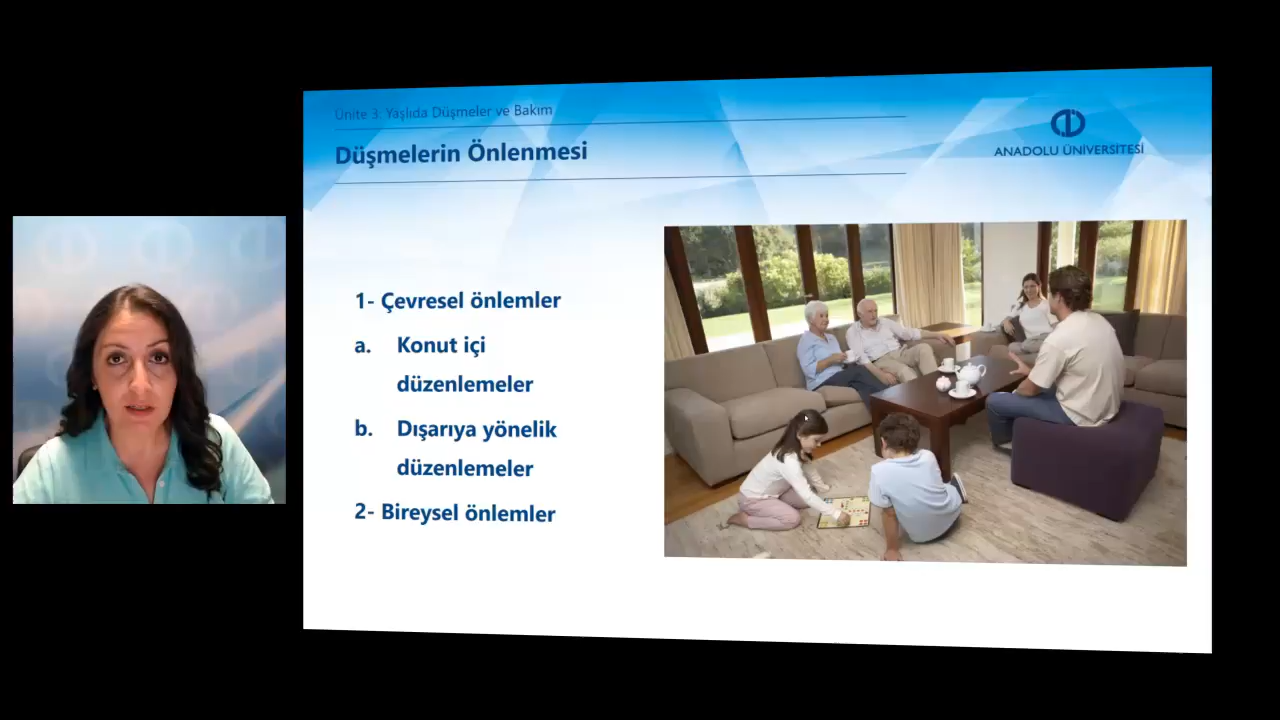 Ünite 3: Yaşlıda Düşmeler ve Bakım
Düşmelerin Önlenmesi
ANADOLU ÜNİVERSİTESİ
1- Çevresel önlemler
a. Konut içi
düzenlemeler
b. Dışarıya yönelik
düzenlemeler
2- Bireysel önlemler